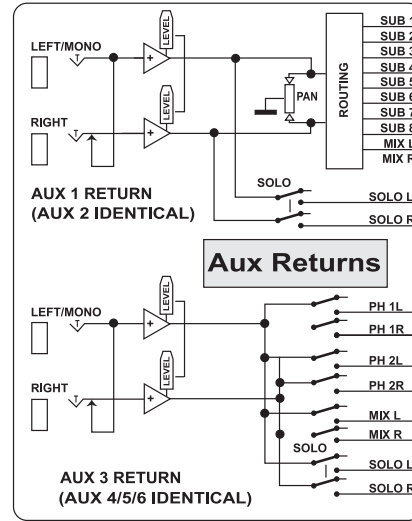 LEFT/MONO
T
LEVEL
+
RIGHT
T
LEVEL
+
PAN
ROUTING
SUB 1
SUB 2
SUB 3
SUB 4
SUB 5
SUB 6
SUB 7
SUB 8
MIX L
MIX R
AUX 1 RETURN
(AUX 2 IDENTICAL)
SOLO
SOLO L
SOLO R
Aux Returns
LEFT/MONO
T
LEVEL
+
RIGHT
T
LEVEL
+
PH 1L
PH 1R
PH 2L
PH 2R
MIX L
MIX R
SOLO
SOLO L
SOLO R
AUX 3 RETURN
(AUX 4/5/6 IDENTICAL)